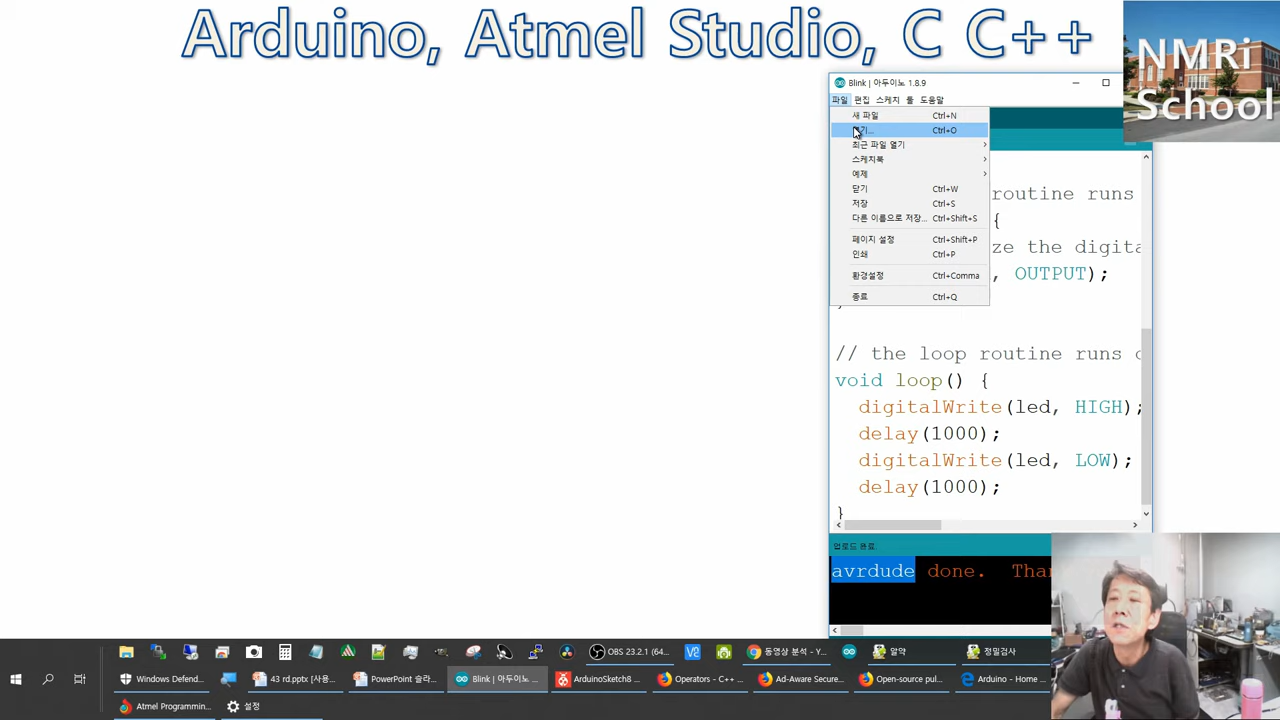 Arduino, Atmel Studio, C C++
NMRi
School
Blink | 아두이노 1.8.9
파일 편집 스케치 툴 도움말
새 파일 Ctrl+N
Ctrl+O
최근 파일 열기
스케치북
예제
닫기 Ctrl+W
저장 Ctrl+S
다른 이름으로 저장... Ctrl+Shift+S
페이지 설정 Ctrl+Shift+P
인쇄 Ctrl+P
환경설정 Ctrl+Comma
종료 Ctrl+Q
routine runs
{
ze the digita
, OUTPUT);
}
// the loop routine runs
void loop() {
digitalWrite(led, HIGH);
delay(1000);
digitalWrite(led, LOW);
delay(1000);
}
업로드 완료.
avrdude done. Than
OBS 23.2.1 (64...
동영상 분석 - Y...
알약
정밀검사
Windows Defend...
43 rd.pptx [사용...
PowerPoint 슬라...
Blink | 아두이노 ...
ArduinoSketch8
Operators - C++ ...
Ad-Aware Secure...
Open-source pul...
Arduino - Home ...
Atmel Programmin...
설정